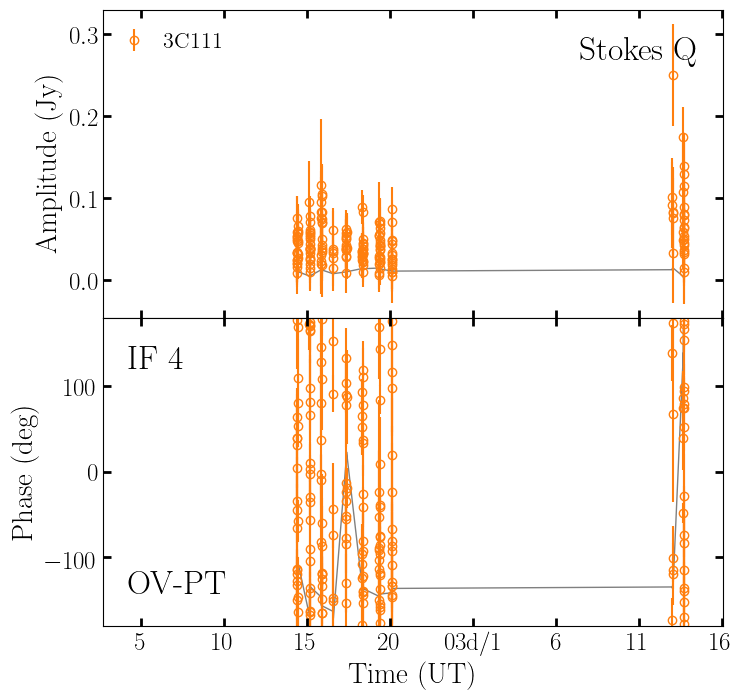 3C111
Stokes Q
0.3
0.2
0.1
0.0
Amplitude (Jy)
IF 4
100
0
−100
Phase (deg)
OV-PT
5 10 15 20 03d/1 6 11 16
Time (UT)